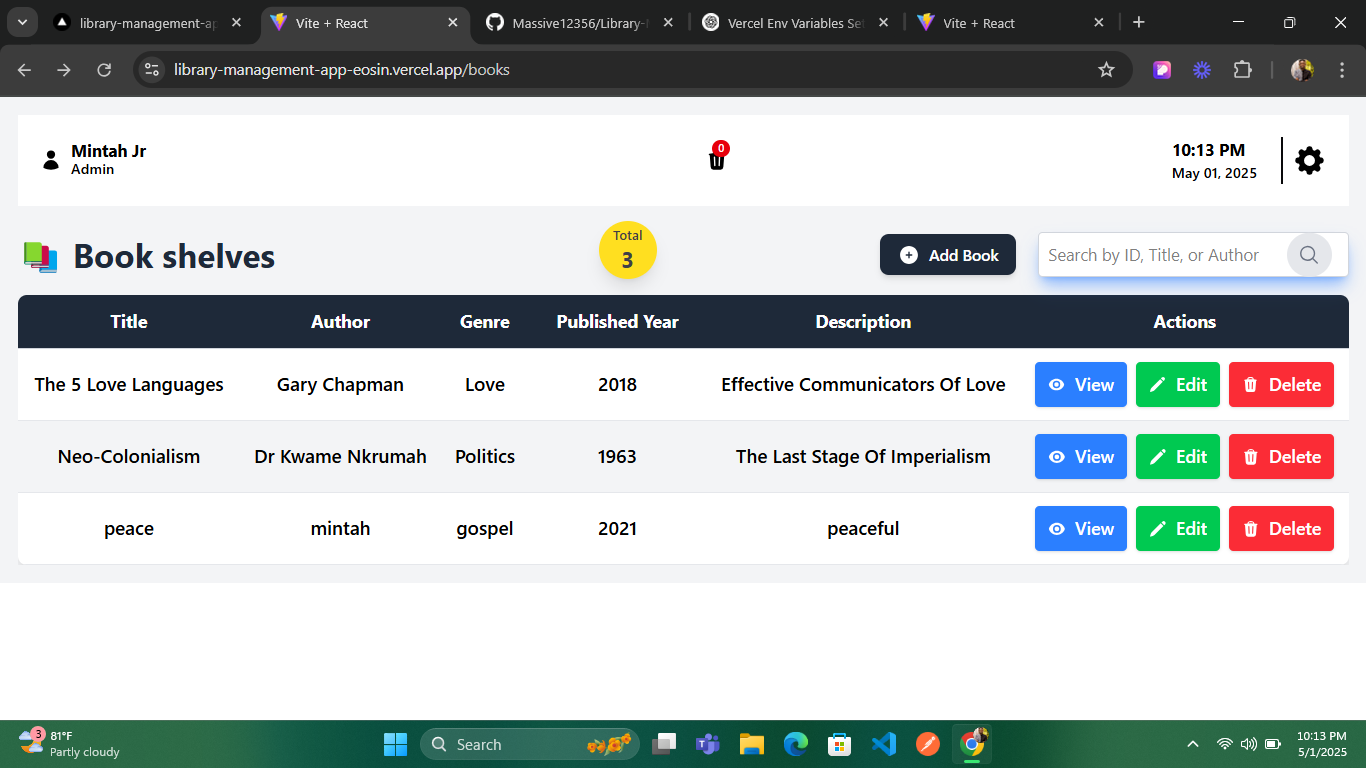 library-management-ap
Vite + React
Massive12356/Library-M
Vercel Env Variables Set
Vite + React
library-management-app-eosin.vercel.app/books
Mintah Jr
Admin
0
10:13 PM
May 01, 2025
Book shelves
Total
3
Add Book
Search by ID, Title, or Author
Title Author Genre Published Year Description Actions
The 5 Love Languages Gary Chapman Love 2018 Effective Communicators Of Love View Edit Delete
Neo-Colonialism Dr Kwame Nkrumah Politics 1963 The Last Stage Of Imperialism View Edit Delete
peace mintah gospel 2021 peaceful View Edit Delete
3
81°F
Partly cloudy
Search
10:13 PM
5/1/2025